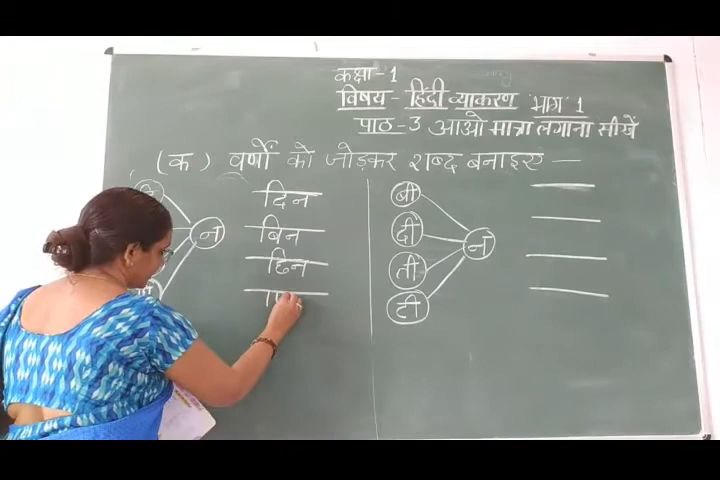 कक्षा-1
विषय - हिंदी व्याकरण भाग 1
पाठ-3 आओ मात्रा लगाना सीखें
(क) वर्णों को जोड़कर शब्द बनाइए —
न
दिन
बिन
छिन
बी
दी
ती
टी
न